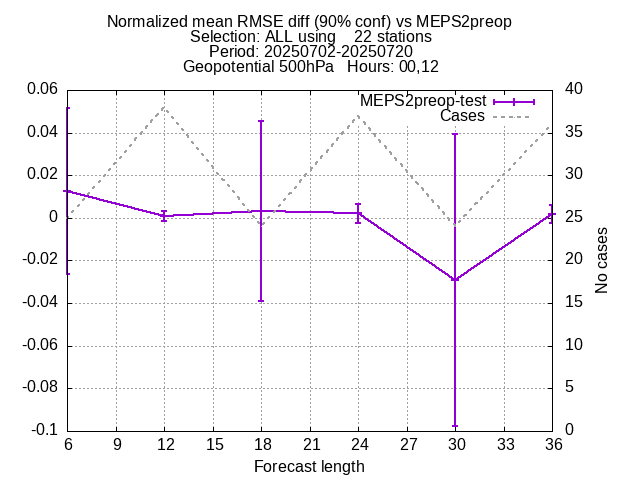 Normalized mean RMSE diff (90% conf) vs MEPS2preop
Selection: ALL using    22 stations
Period: 20250702-20250720
Geopotential 500hPa   Hours: 00,12
MEPS2preop-test
Cases
0.06
0.04
0.02
0
-0.02
-0.04
-0.06
-0.08
-0.1
40
35
30
25
20
15
10
5
0
No cases
6 9 12 15 18 21 24 27 30 33 36
Forecast length